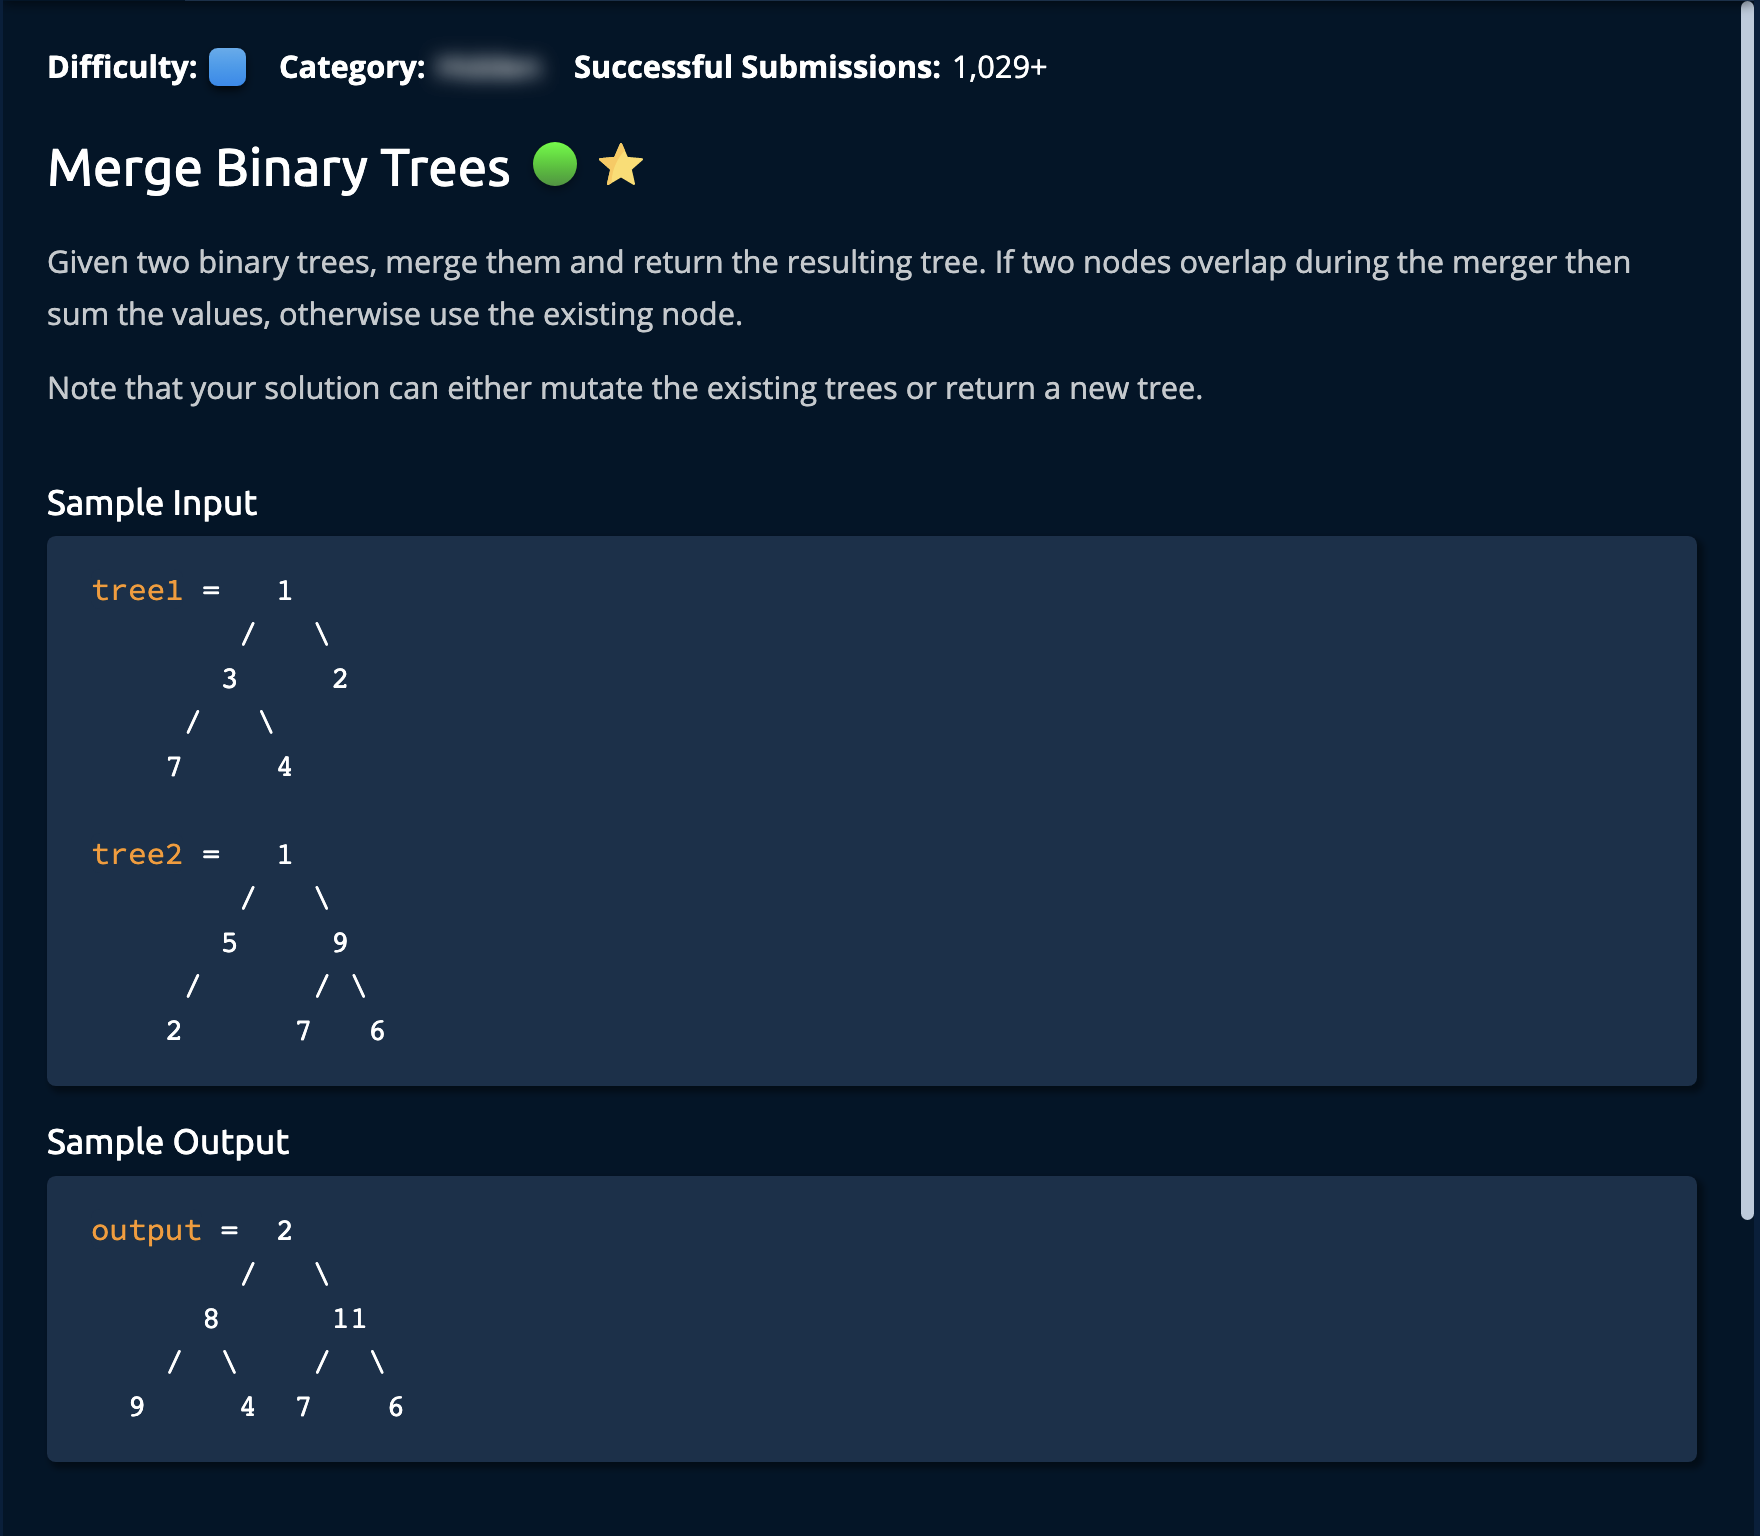 Difficulty: Category: Successful Submissions: 1,029+
Merge Binary Trees
Given two binary trees, merge them and return the resulting tree. If two nodes overlap during the merger then
sum the values, otherwise use the existing node.
Note that your solution can either mutate the existing trees or return a new tree.
Sample Input
tree1 =   1
        /   \
       3     2
     /   \
    7     4
tree2 =   1
        /   \
       5     9
     /      / \
    2      7   6
Sample Output
output =  2
        /   \
      8      11
    /  \    /  \
  9     4  7    6